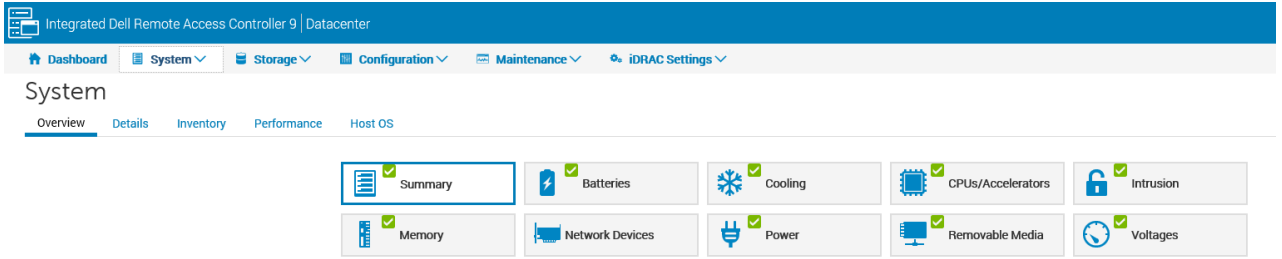 Integrated Dell Remote Access Controller 9 | Datacenter
Dashboard System Storage Configuration Maintenance iDRAC Settings
System
Overview Details Inventory Performance Host OS
Summary Batteries Cooling CPUs/Accelerators Intrusion
Memory Network Devices Power Removable Media Voltages